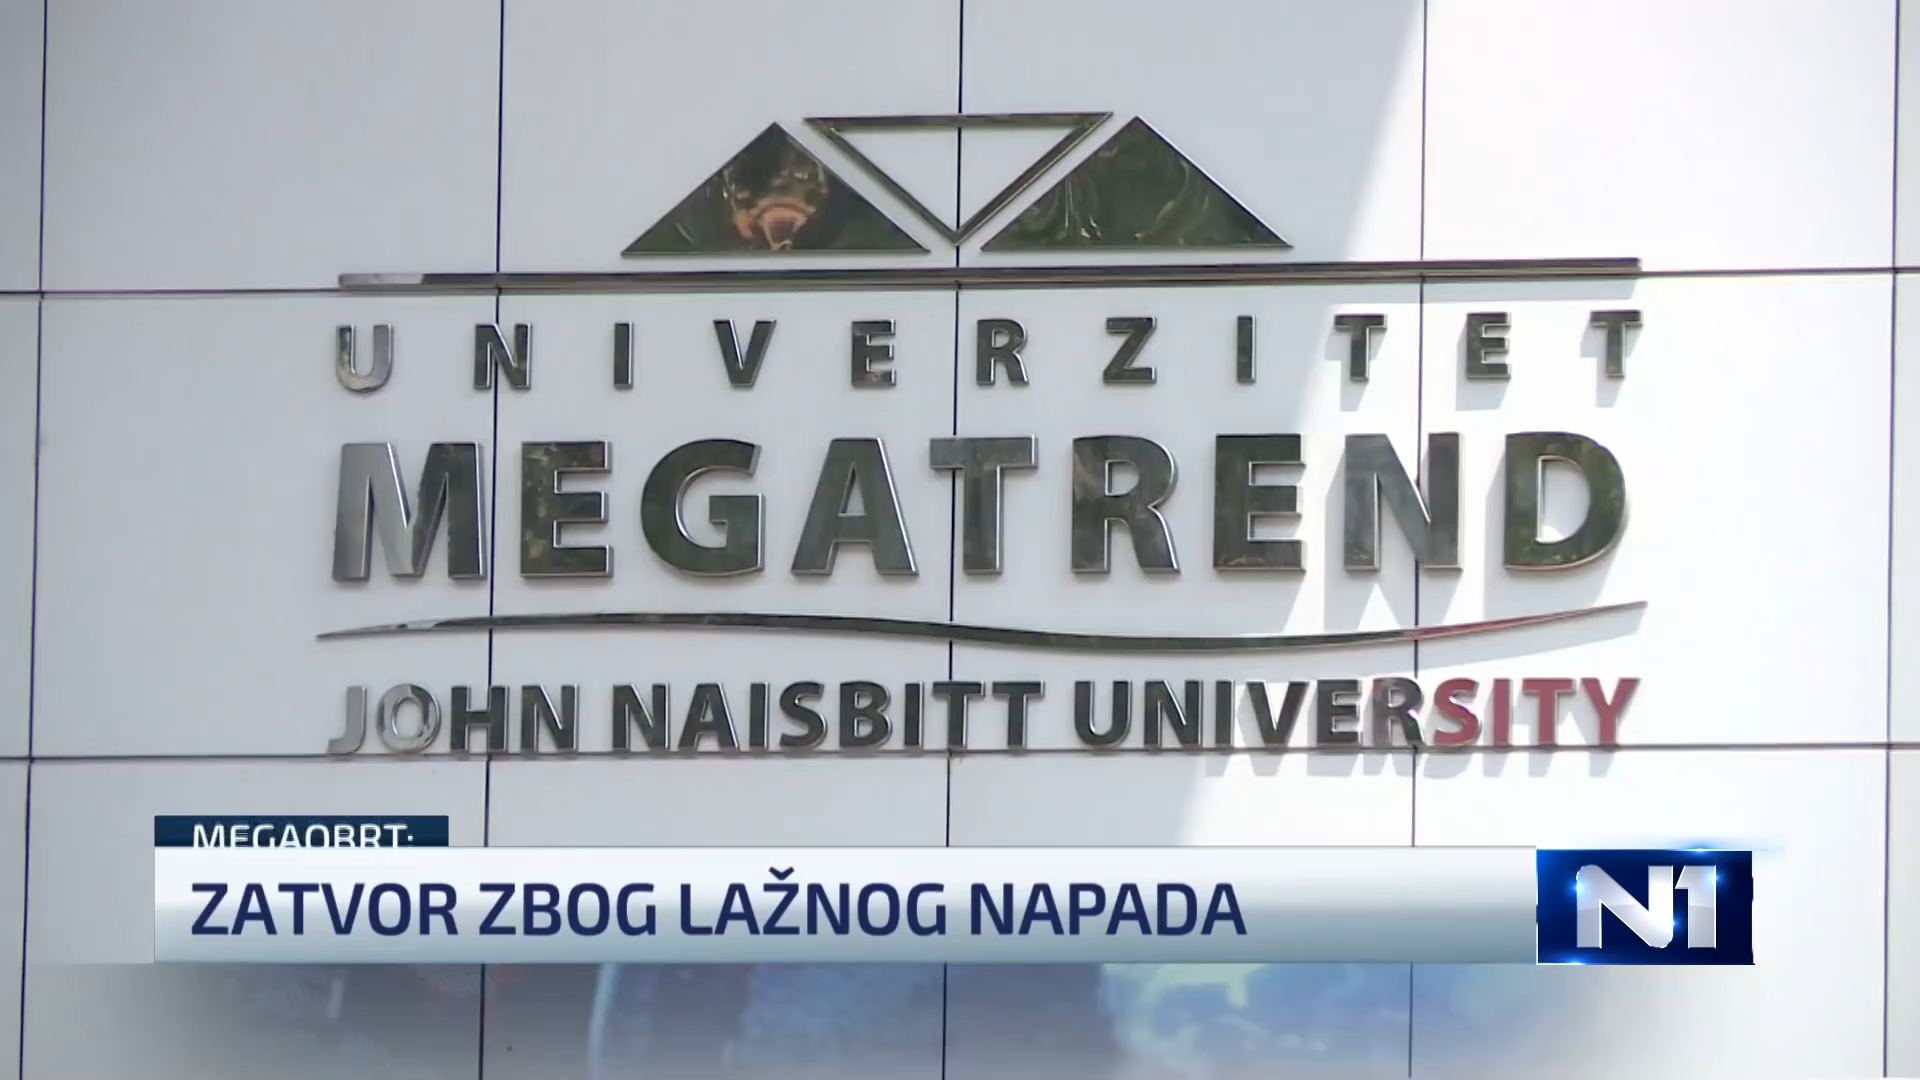 UNIVERZITET
MEGATREND
JOHN NAISBITT UNIVERSITY
MEGAOBRT:
ZATVOR ZBOG LAŽNOG NAPADA
N1